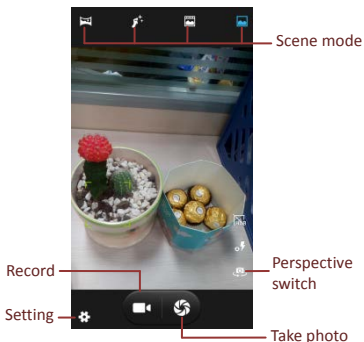 Scene mode
Record
Perspective
switch
Setting
Take photo